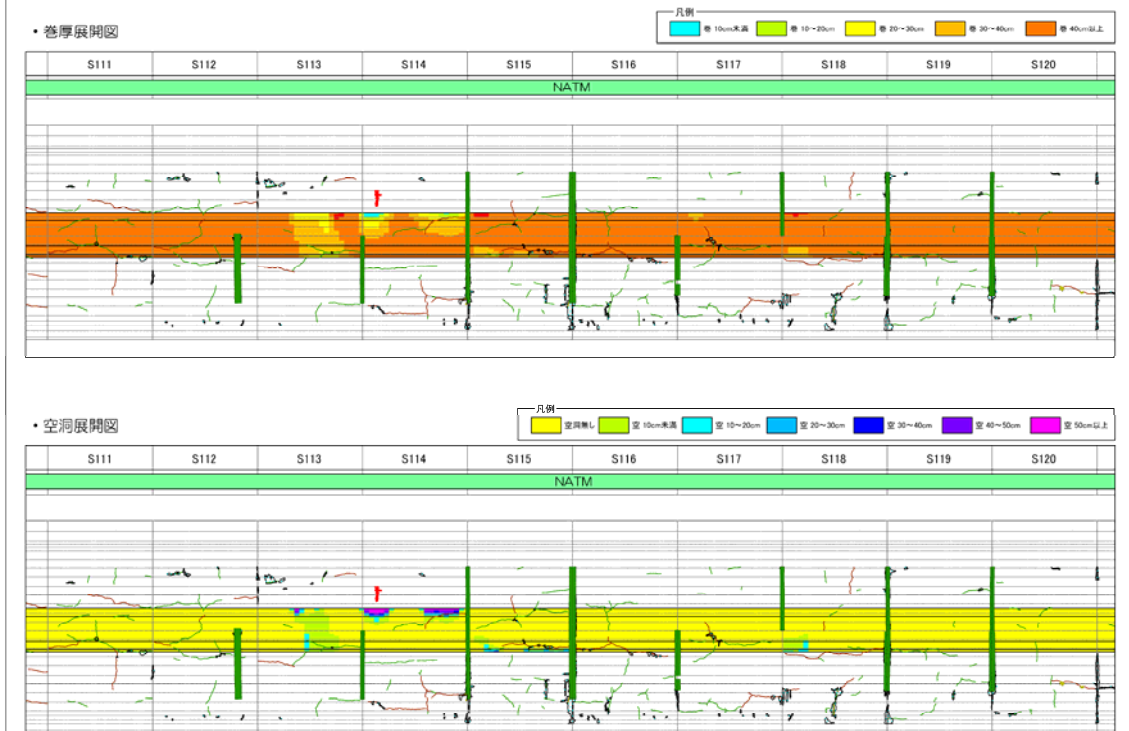 凡例
・巻厚展開図
巻 10cm未満 巻 10～20cm 巻 20～30cm 巻 30～40cm 巻 40cm以上
S111 S112 S113 S114 S115 S116 S117 S118 S119 S120
NATM
凡例
・空洞展開図
空洞無し 空 10cm未満 空 10～20cm 空 20～30cm 空 30～40cm 空 40～50cm 空 50cm以上
S111 S112 S113 S114 S115 S116 S117 S118 S119 S120
NATM